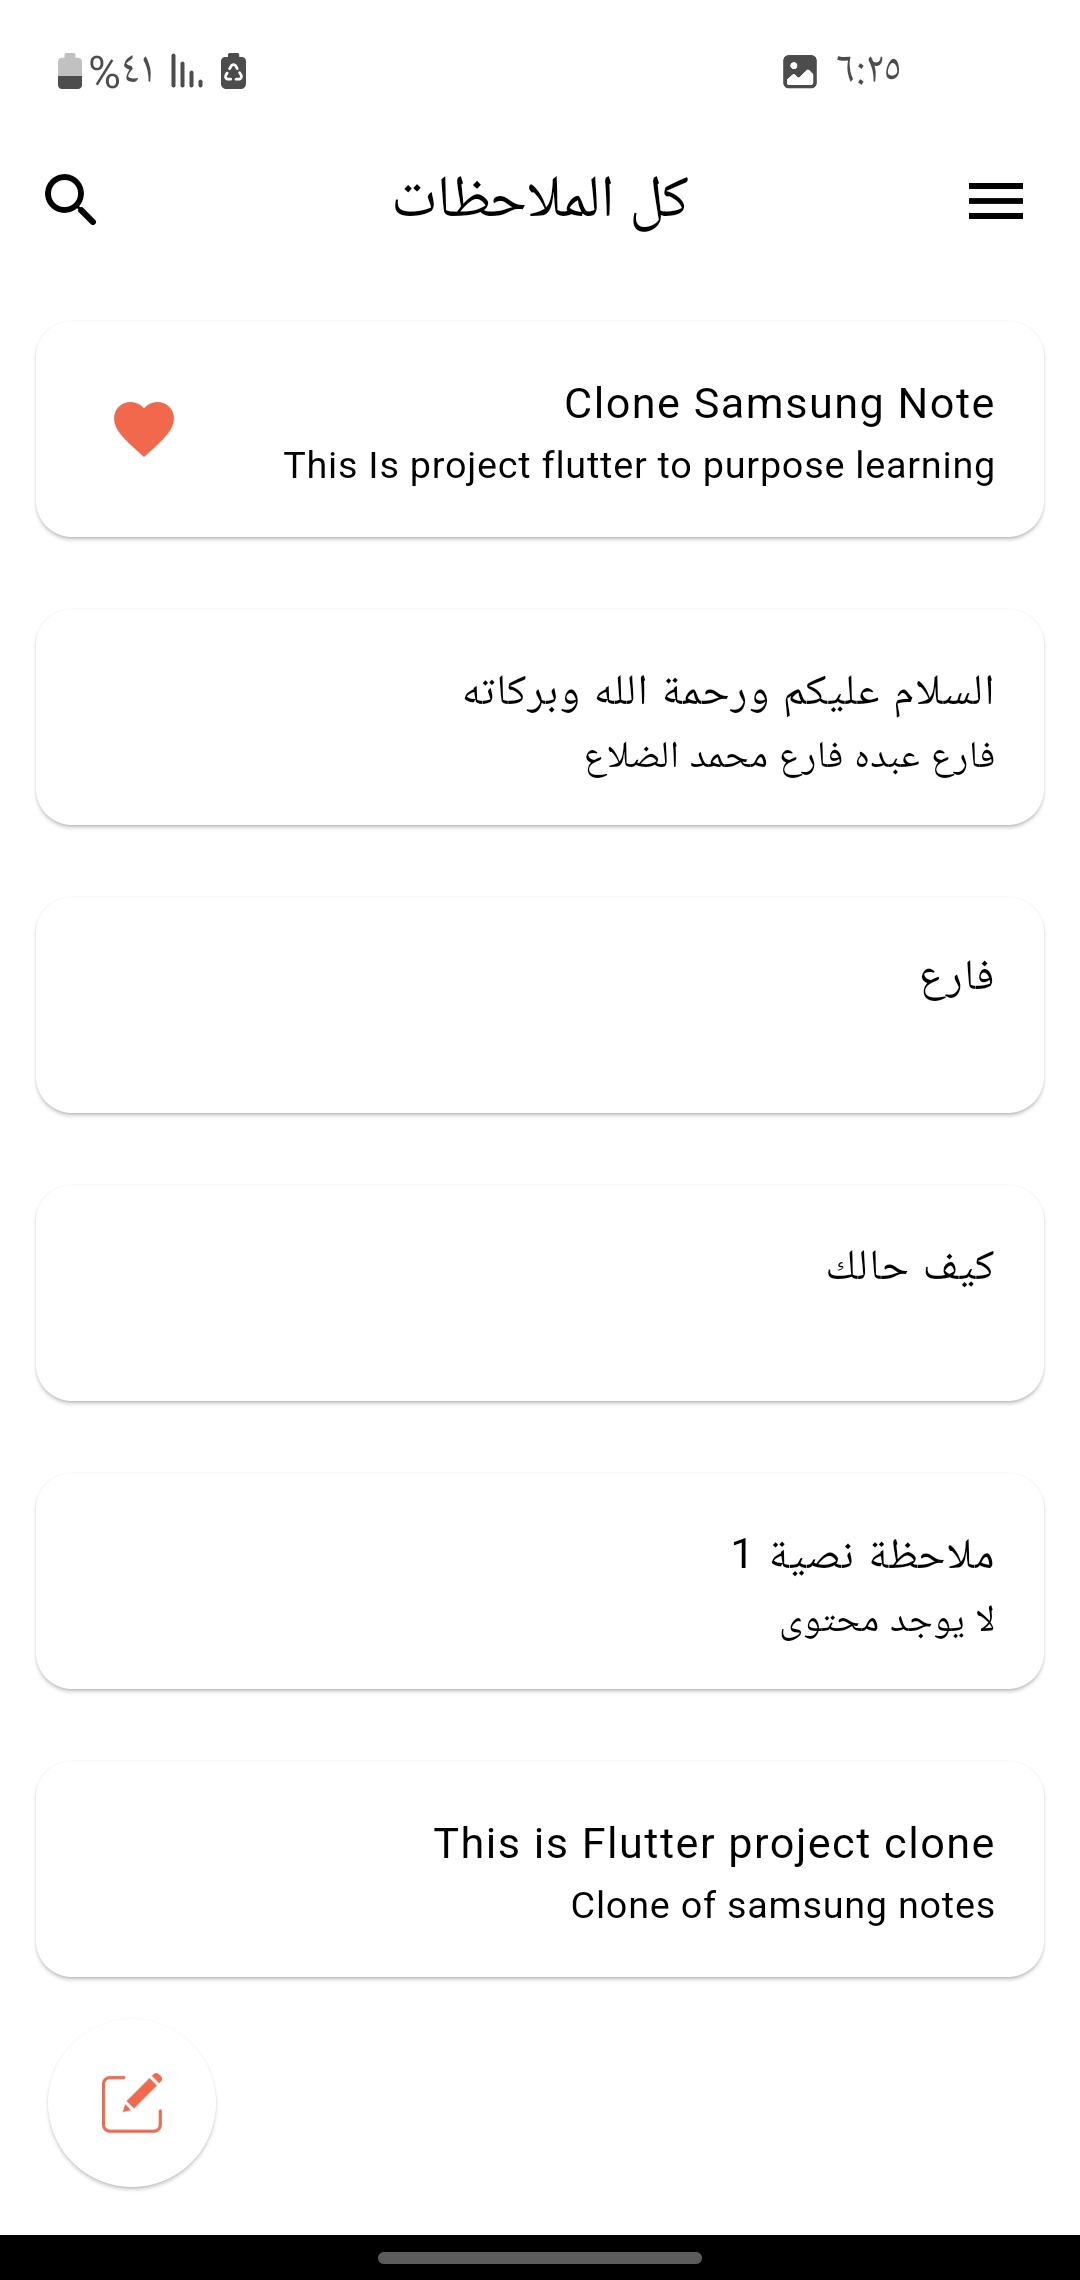 ٦:٢٥
%٤١
كل الملاحظات
Clone Samsung Note
This Is project flutter to purpose learning
السلام عليكم ورحمة الله وبركاته
فارع عبده فارع محمد الضلاع
فارع
كيف حالك
ملاحظة نصية 1
لا يوجد محتوى
This is Flutter project clone
Clone of samsung notes